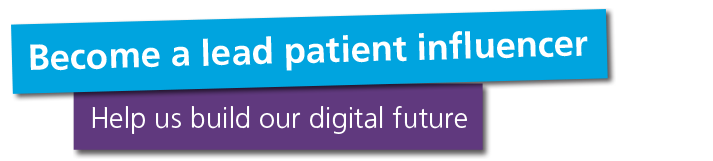 Become a lead patient influencer
Help us build our digital future